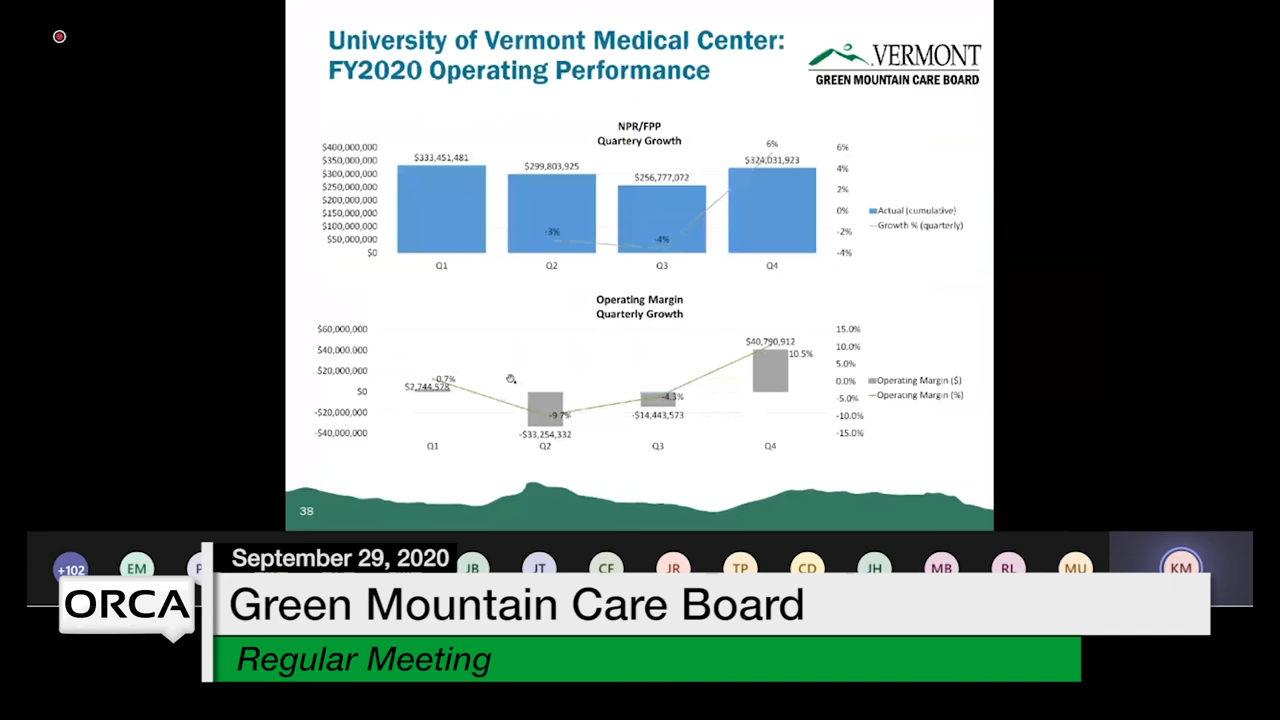 University of Vermont Medical Center:
FY2020 Operating Performance
VERMONT
GREEN MOUNTAIN CARE BOARD
NPR/FPP
Quartery Growth
$400,000,000
$350,000,000
$300,000,000
$250,000,000
$200,000,000
$150,000,000
$100,000,000
$50,000,000
$0
$333,451,481
$299,803,925
$256,777,072
$324,031,923
-3%
-4%
6%
6%
4%
2%
0%
-2%
-4%
Q1
Q2
Q3
Q4
Actual (cumulative)
Growth % (quarterly)
Operating Margin
Quarterly Growth
$60,000,000
$40,000,000
$20,000,000
$0
-$20,000,000
-$40,000,000
$2,744,578
-0.7%
-9.7%
-$33,254,332
-4.3%
-$14,443,573
$40,790,912
10.5%
15.0%
10.0%
5.0%
0.0%
-5.0%
-10.0%
-15.0%
Q1
Q2
Q3
Q4
Operating Margin ($)
Operating Margin (%)
38
+102
EM
P
JB
JT
CF
JR
TP
CD
JH
MB
RL
MU
KM
September 29, 2020
ORCA
Green Mountain Care Board
Regular Meeting